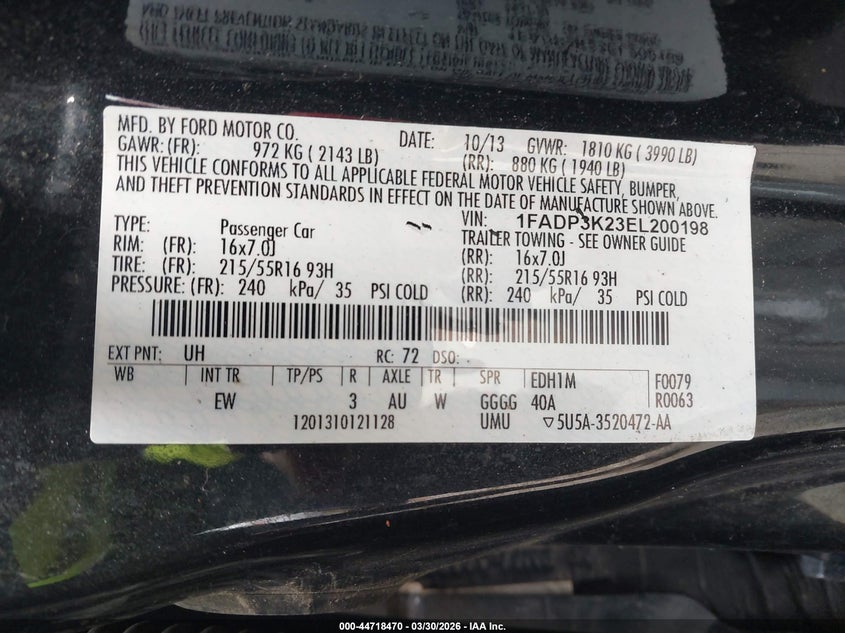 MFD. BY FORD MOTOR CO. DATE: 10/13 GVWR: 1810 KG ( 3990 LB)
GAWR: (FR): 972 KG ( 2143 LB) (RR): 880 KG ( 1940 LB)
THIS VEHICLE CONFORMS TO ALL APPLICABLE FEDERAL MOTOR VEHICLE SAFETY, BUMPER,
AND THEFT PREVENTION STANDARDS IN EFFECT ON THE DATE OF MANUFACTURE SHOWN ABOVE.
VIN: 1FADP3K23EL200198
TYPE: Passenger Car TRAILER TOWING - SEE OWNER GUIDE
RIM: (FR): 16x7.0J (RR): 16x7.0J
TIRE: (FR): 215/55R16 93H (RR): 215/55R16 93H
PRESSURE: (FR): 240 kPa/ 35 PSI COLD (RR): 240 kPa/ 35 PSI COLD
EXT PNT: UH RC: 72 DSO:
WB INT TR TP/PS R AXLE TR SPR EDH1M F0079
EW 3 AU W GGGG 40A R0063
1201310121128 UMU ▽5U5A-3520472-AA
000-44718470 - 03/30/2026 - IAA Inc.